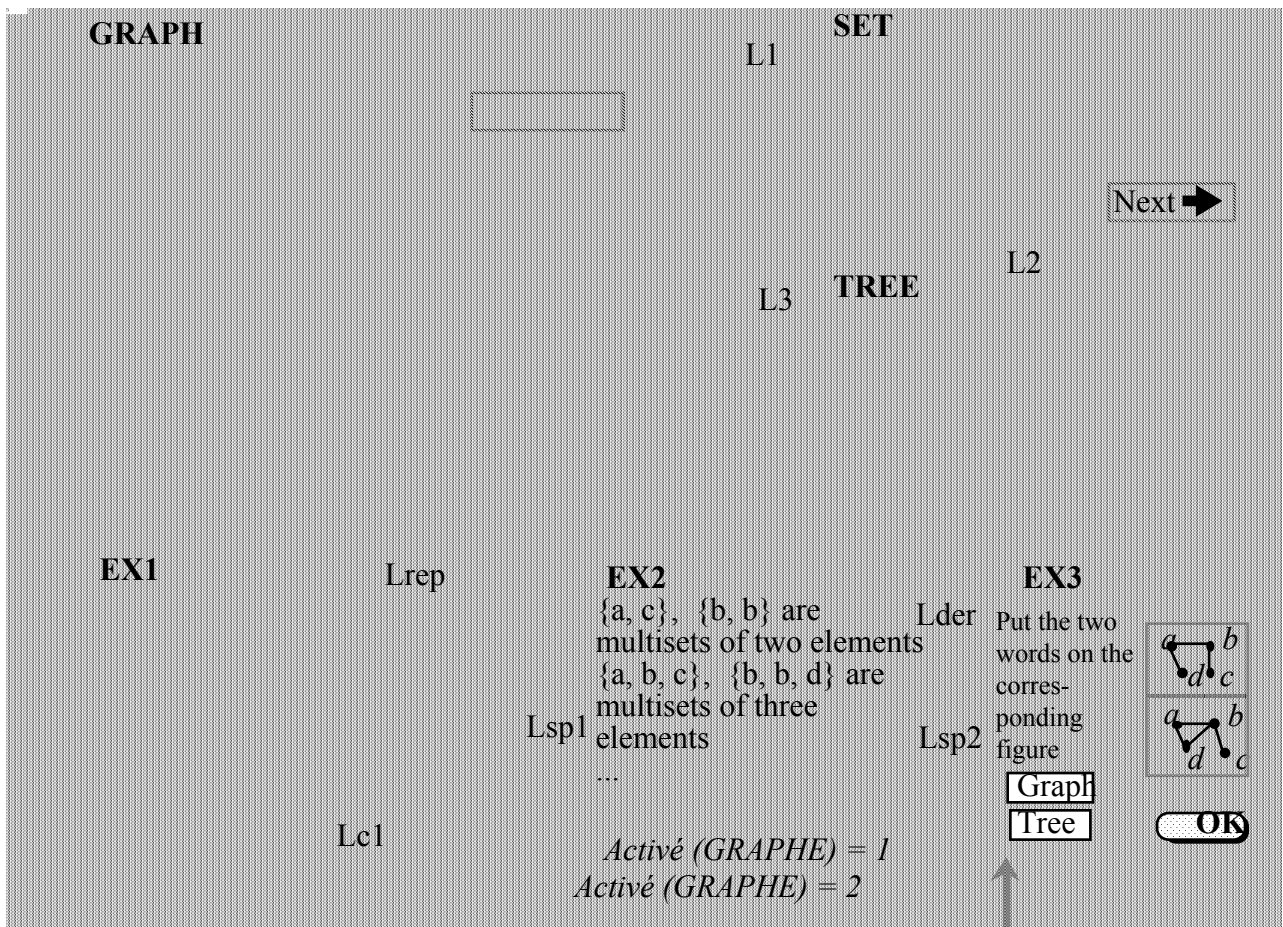 GRAPH
SET
L1
Next
L2
L3
TREE
EX1
Lrep
EX2
{a, c}, {b, b} are
multisets of two elements
{a, b, c}, {b, b, d} are
multisets of three
elements
...
Lsp1
Lder
Lsp2
EX3
Put the two
words on the
corres-
ponding
figure
a b
d c
a b
d c
Graph
Tree
OK
Lc1
Activé (GRAPHE) = 1
Activé (GRAPHE) = 2